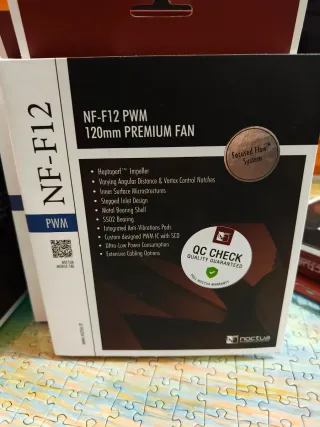 NF-F12 PWM
120mm PREMIUM FAN
Focused Flow™
System
Heptaperf™ Impeller
Varying Angular Distance & Vortex Control Notches
Inner Surface Microstructures
Stepped Inlet Design
Metal Bearing Shell
SSO2 Bearing
Integrated Anti-Vibrations Pads
Custom designed PWM IC with SCD
Ultra-Low Power Consumption
Extensive Cabling Options
QC CHECK
QUALITY GUARANTEED
noctua
NF-F12
PWM